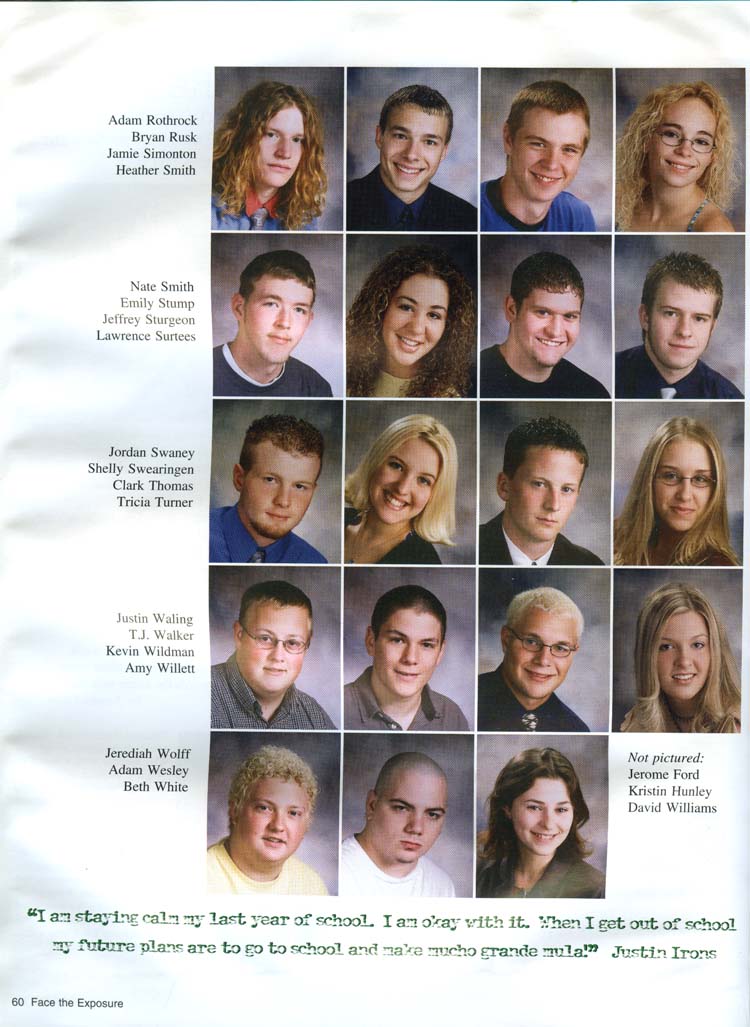 Adam Rothrock
Bryan Rusk
Jamie Simonton
Heather Smith
Nate Smith
Emily Stump
Jeffrey Sturgeon
Lawrence Surtees
Jordan Swaney
Shelly Swearingen
Clark Thomas
Tricia Turner
Justin Waling
T.J. Walker
Kevin Wildman
Amy Willett
Jerediah Wolff
Adam Wesley
Beth White
Not pictured:
Jerome Ford
Kristin Hunley
David Williams
“I am staying calm my last year of school. I am okay with it. When I get out of school
my future plans are to go to school and make mucho grande mula!” Justin Irons
60 Face the Exposure